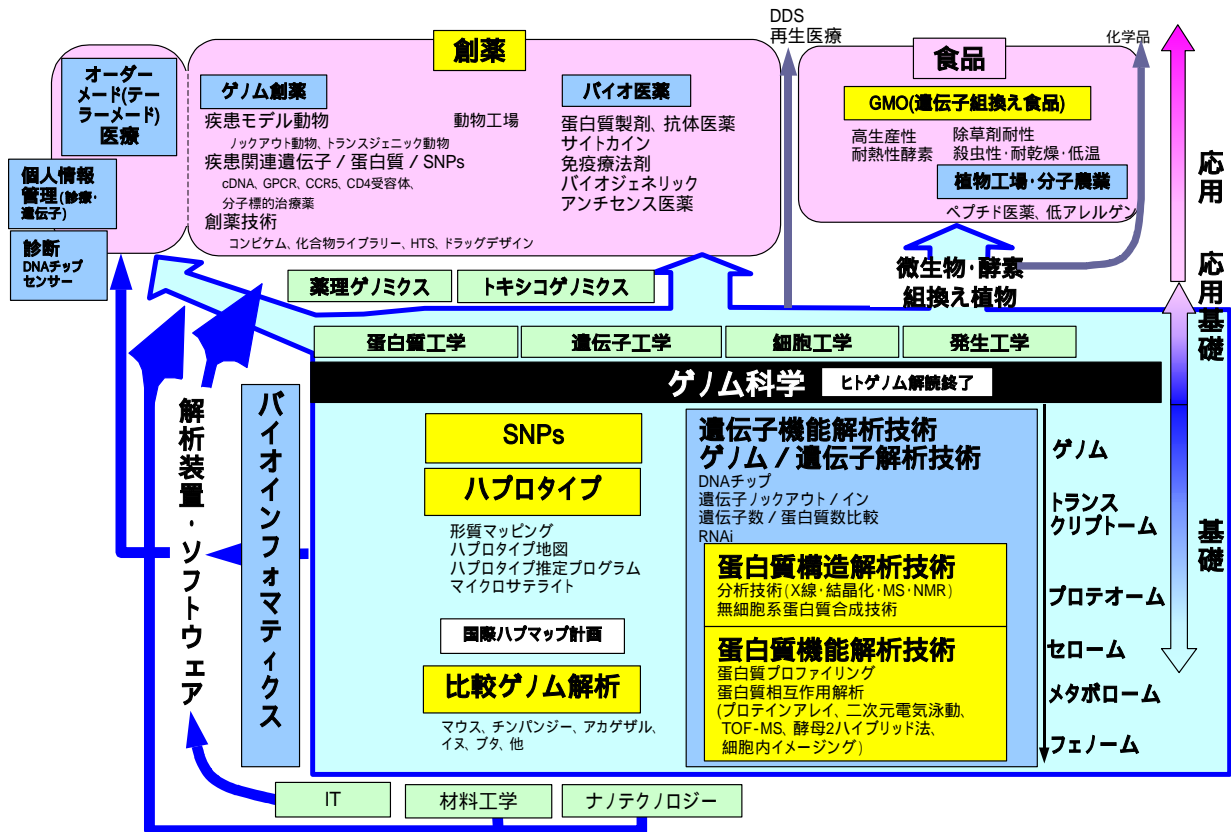 DDS
再生医療
化学品
創薬
食品
オーダー
メード(テー
ラーメード)
医療
ゲノム創薬
疾患モデル動物
動物工場
ノックアウト動物、トランスジェニック動物
疾患関連遺伝子 / 蛋白質 / SNPs
cDNA、GPCR、CCR5、CD4受容体、
分子標的治療薬
創薬技術
コンビケム、化合物ライブラリー、HTS、ドラッグデザイン
バイオ医薬
蛋白質製剤、抗体医薬
サイトカイン
免疫療法剤
バイオジェネリック
アンチセンス医薬
GMO(遺伝子組換え食品)
高生産性
耐熱性酵素
除草剤耐性
殺虫性・耐乾燥・低温
植物工場・分子農業
ペプチド医薬、低アレルゲン
個人情報
管理(診療・
遺伝子)
診断
DNAチップ
センサー
薬理ゲノミクス
トキシコゲノミクス
微生物・酵素
組換え植物
応用
応用基礎
基礎
蛋白質工学
遺伝子工学
細胞工学
発生工学
ゲノム科学
ヒトゲノム解読終了
解析装置・ソフトウェア
バイオインフォマティクス
SNPs
ハプロタイプ
形質マッピング
ハプロタイプ地図
ハプロタイプ推定プログラム
マイクロサテライト
国際ハプマップ計画
比較ゲノム解析
マウス、チンパンジー、アカゲザル、
イヌ、ブタ、他
遺伝子機能解析技術
ゲノム / 遺伝子解析技術
DNAチップ
遺伝子ノックアウト / イン
遺伝子数 / 蛋白質数比較
RNAi
蛋白質構造解析技術
分析技術(X線・結晶化・MS・NMR)
無細胞系蛋白質合成技術
蛋白質機能解析技術
蛋白質プロファイリング
蛋白質相互作用解析
(プロテインアレイ、二次元電気泳動、
TOF-MS、酵母2ハイブリッド法、
細胞内イメージング)
ゲノム
トランス
クリプトーム
プロテオーム
セローム
メタボローム
フェノーム
IT
材料工学
ナノテクノロジー